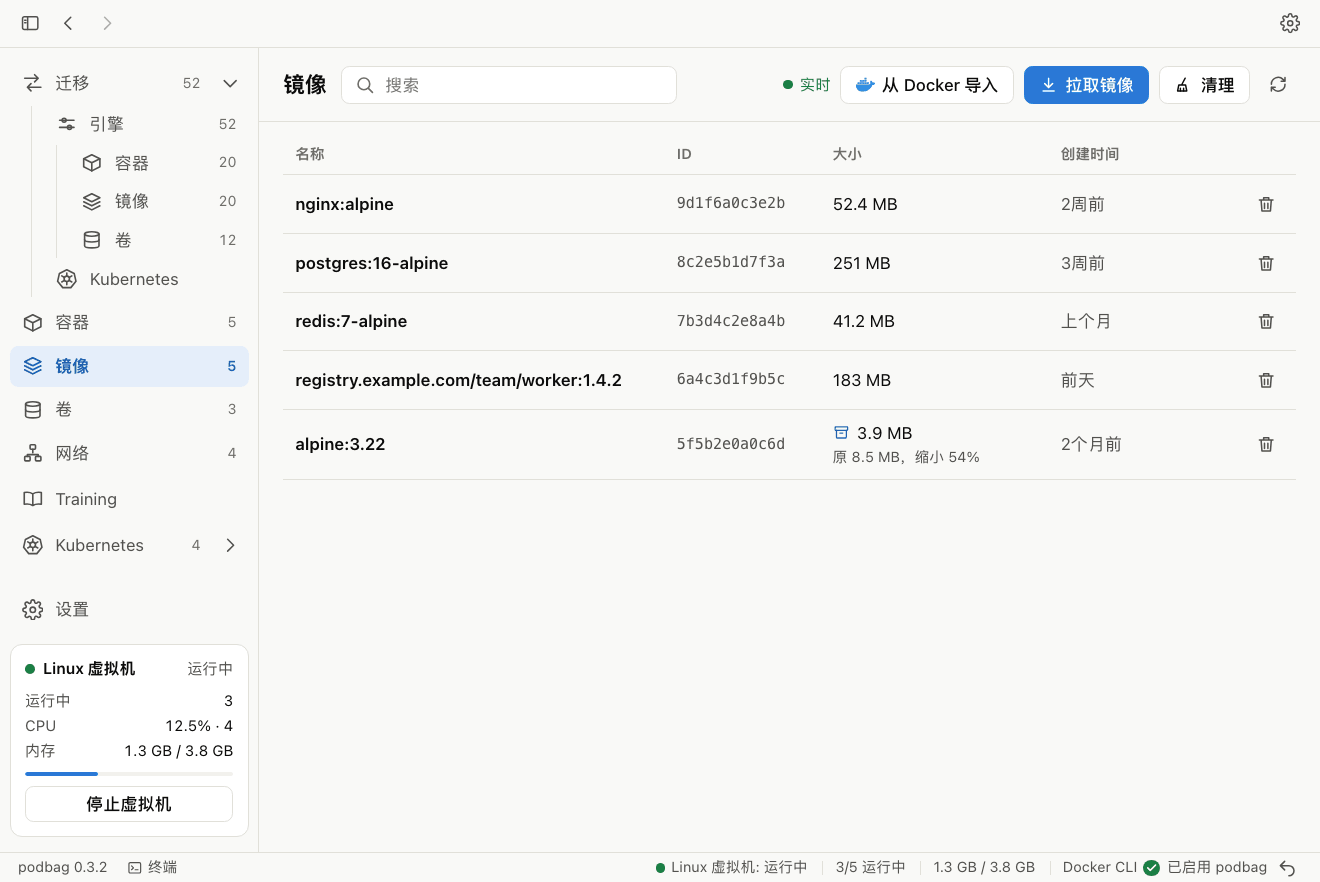 迁移 52
引擎 52
容器 20
镜像 20
卷 12
Kubernetes
容器 5
镜像 5
卷 3
网络 4
Training
Kubernetes 4
设置
Linux 虚拟机 运行中
运行中 3
CPU 12.5% · 4
内存 1.3 GB / 3.8 GB
停止虚拟机
镜像 搜索 实时 从 Docker 导入 拉取镜像 清理
名称 ID 大小 创建时间
nginx:alpine 9d1f6a0c3e2b 52.4 MB 2周前
postgres:16-alpine 8c2e5b1d7f3a 251 MB 3周前
redis:7-alpine 7b3d4c2e8a4b 41.2 MB 上个月
registry.example.com/team/worker:1.4.2 6a4c3d1f9b5c 183 MB 前天
alpine:3.22 5f5b2e0a0c6d 3.9 MB 2个月前
原 8.5 MB，缩小 54%
podbag 0.3.2 终端 Linux 虚拟机: 运行中 3/5 运行中 1.3 GB / 3.8 GB Docker CLI 已启用 podbag